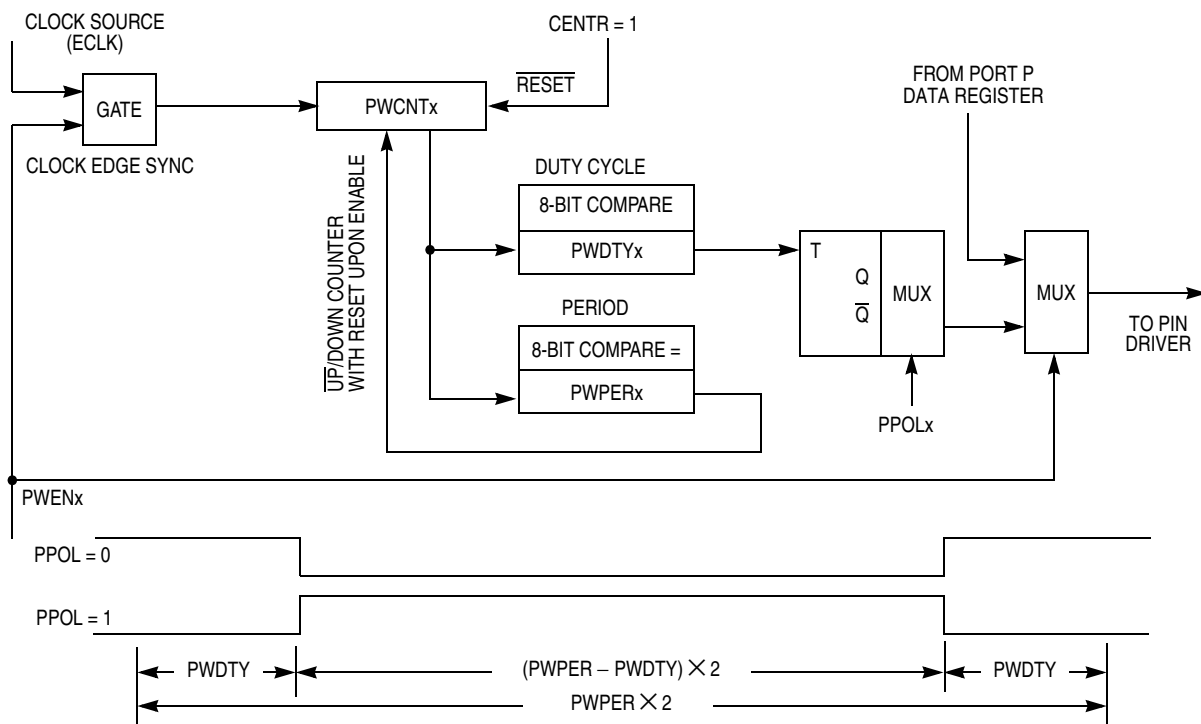 CLOCK SOURCE
(ECLK)
CENTR = 1
RESET
FROM PORT P
DATA REGISTER
GATE
PWCNTx
CLOCK EDGE SYNC
UP/DOWN COUNTER
WITH RESET UPON ENABLE
DUTY CYCLE
8-BIT COMPARE
PWDTYx
PERIOD
8-BIT COMPARE =
PWPERx
T
Q
Q
MUX
PPOLx
MUX
TO PIN
DRIVER
PWENx
PPOL = 0
PPOL = 1
PWDTY
(PWPER – PWDTY) × 2
PWDTY
PWPER × 2